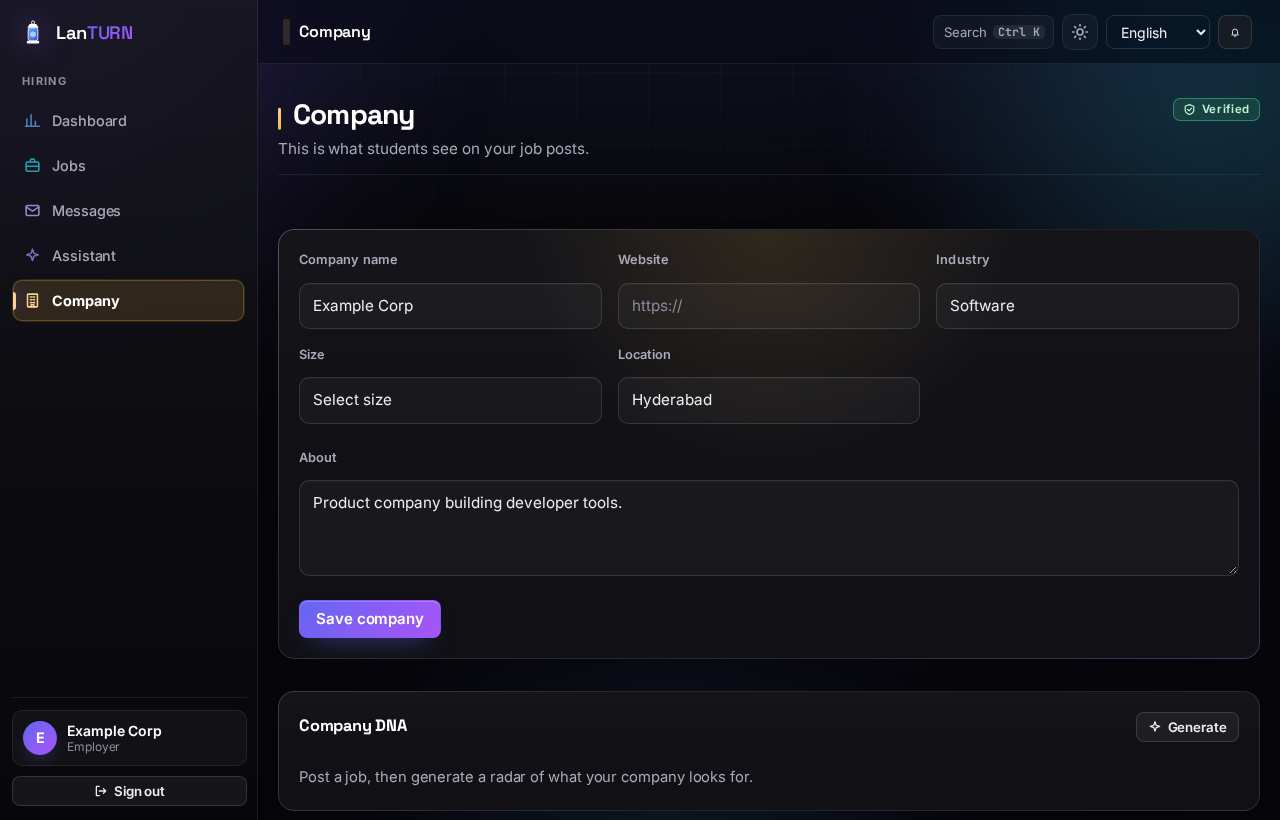 LanTURN
HIRING
Dashboard
Jobs
Messages
Assistant
Company
Example Corp
Employer
Sign out
Company
Search Ctrl K
English
Company
Verified
This is what students see on your job posts.
Company name
Website
Industry
Example Corp
https://
Software
Size
Location
Select size
Hyderabad
About
Product company building developer tools.
Save company
Company DNA
Generate
Post a job, then generate a radar of what your company looks for.
E